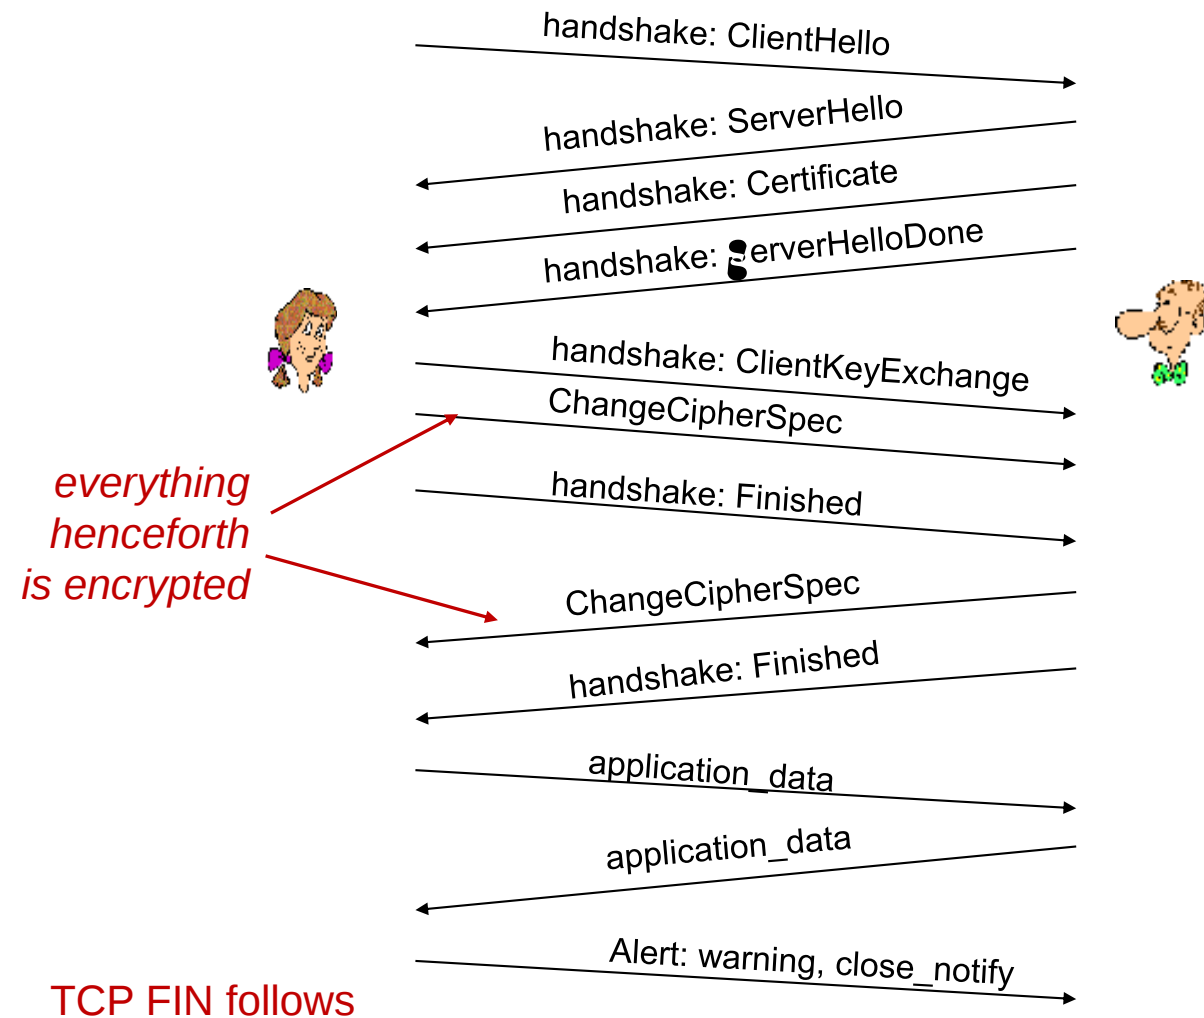 handshake: ClientHello
handshake: ServerHello
handshake: Certificate
handshake: ServerHelloDone
handshake: ClientKeyExchange
ChangeCipherSpec
everything
henceforth
is encrypted
handshake: Finished
ChangeCipherSpec
handshake: Finished
application_data
application_data
Alert: warning, close_notify
TCP FIN follows